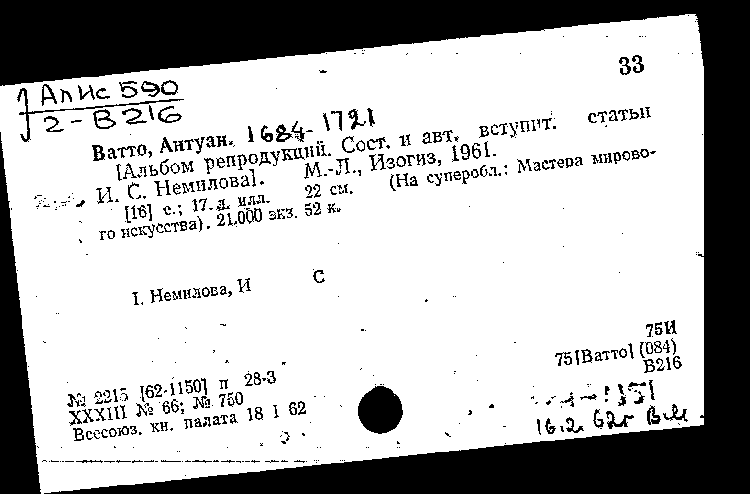 33
АлИс 590
2-В216
Ватто, Антуан. 1684-1721
[Альбом репродукций. Сост. и авт. вступит. статьи
И. С. Немилова]. М.-Л., Изогиз, 1961.
[16] с.; 17 л. илл. 22 см. (На суперобл.: Мастера мирово-
го искусства). 21.000 экз. 52 к.
I. Немилова, И С
75И
75[Ватто] (084)
В216
№ 2215 [62-1150] п 28-3
XXXIII № 66; № 750
Всесоюз. кн. палата 18 I 62
16.2.62г